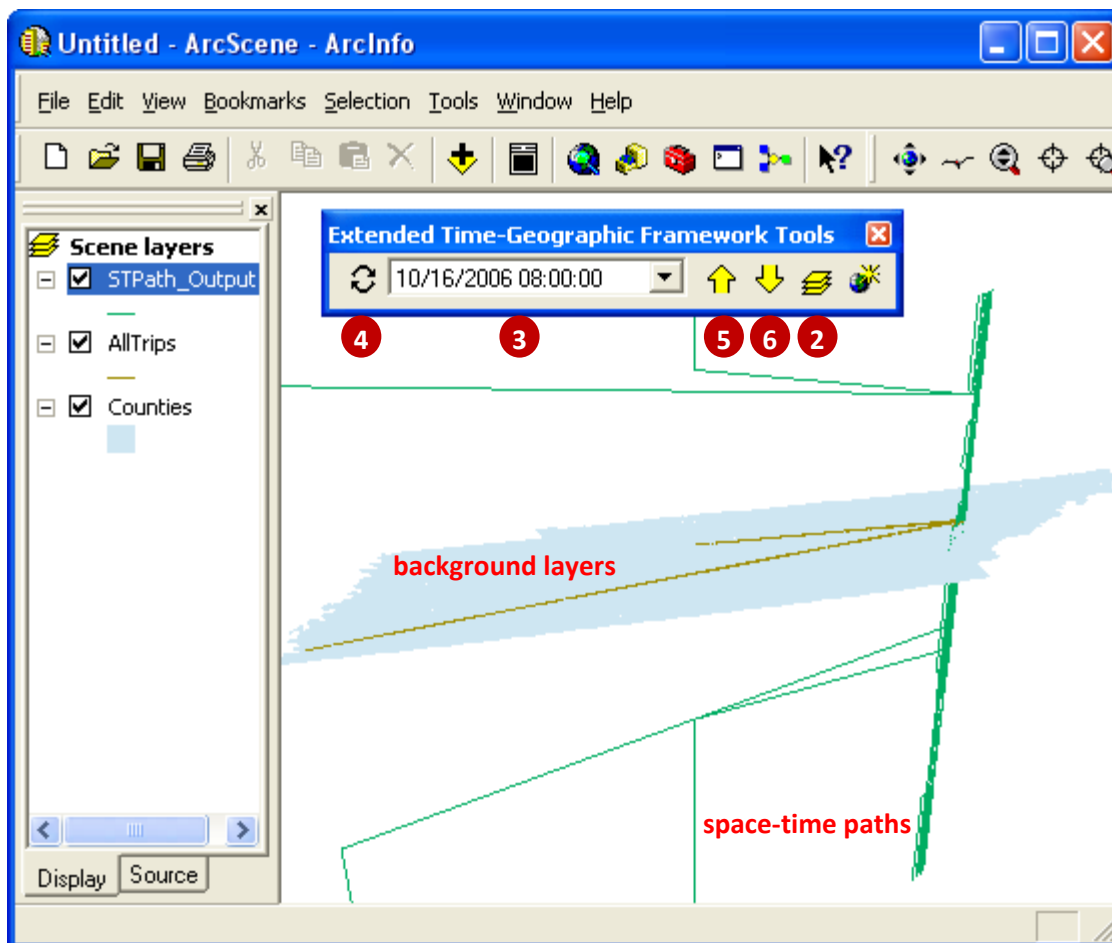 Untitled - ArcScene - ArcInfo
File Edit View Bookmarks Selection Tools Window Help
Scene layers
STPath_Output
AllTrips
Counties
Display Source
Extended Time-Geographic Framework Tools
10/16/2006 08:00:00
4 3 5 6 2
background layers
space-time paths